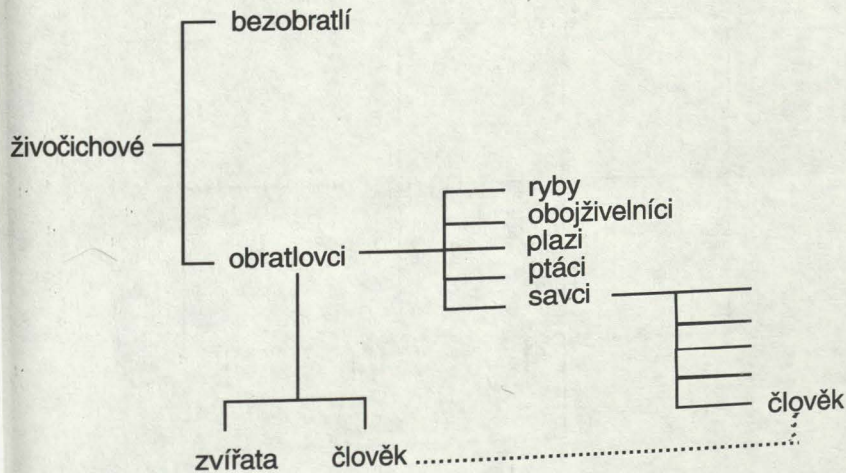 bezobratlí
živočichové
ryby
obojživelníci
obratlovci
plazi
ptáci
savci
člověk
zvířata
člověk